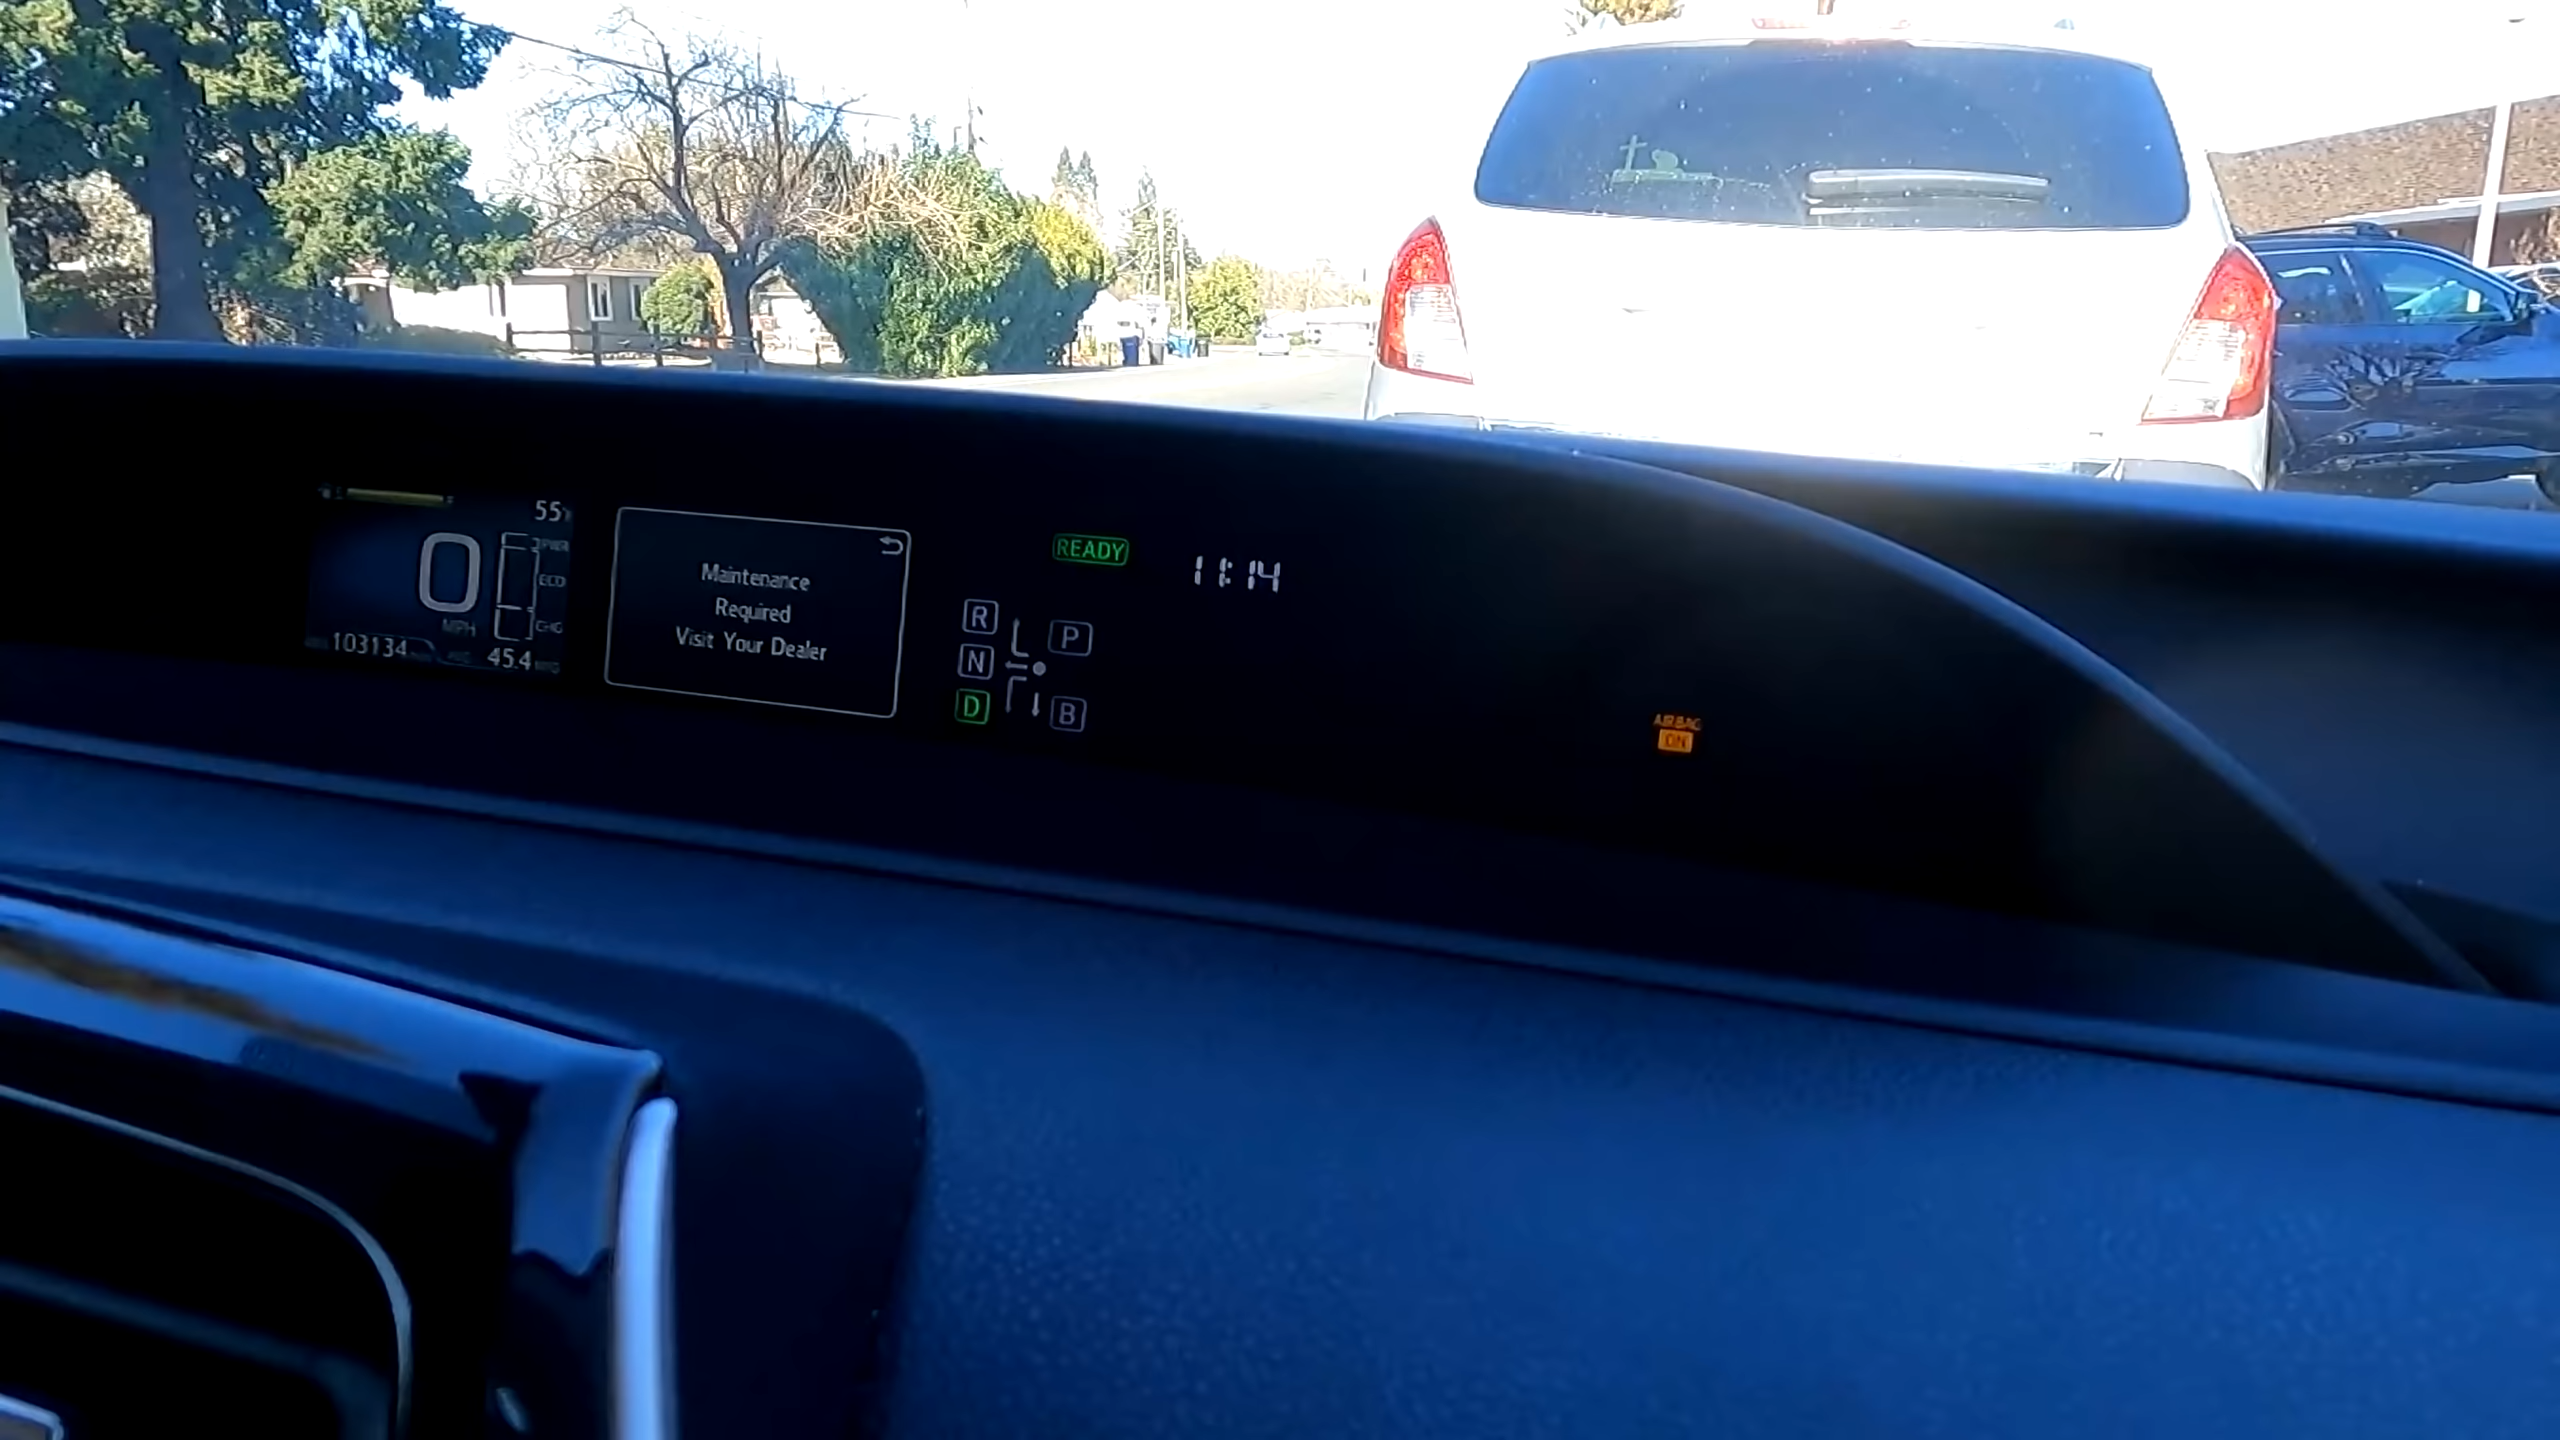 55
0
MPH
PWR
ECO
CHG
103134
45.4
Maintenance
Required
Visit Your Dealer
READY
11:14
R
P
N
D
B
AIRBAG
ON